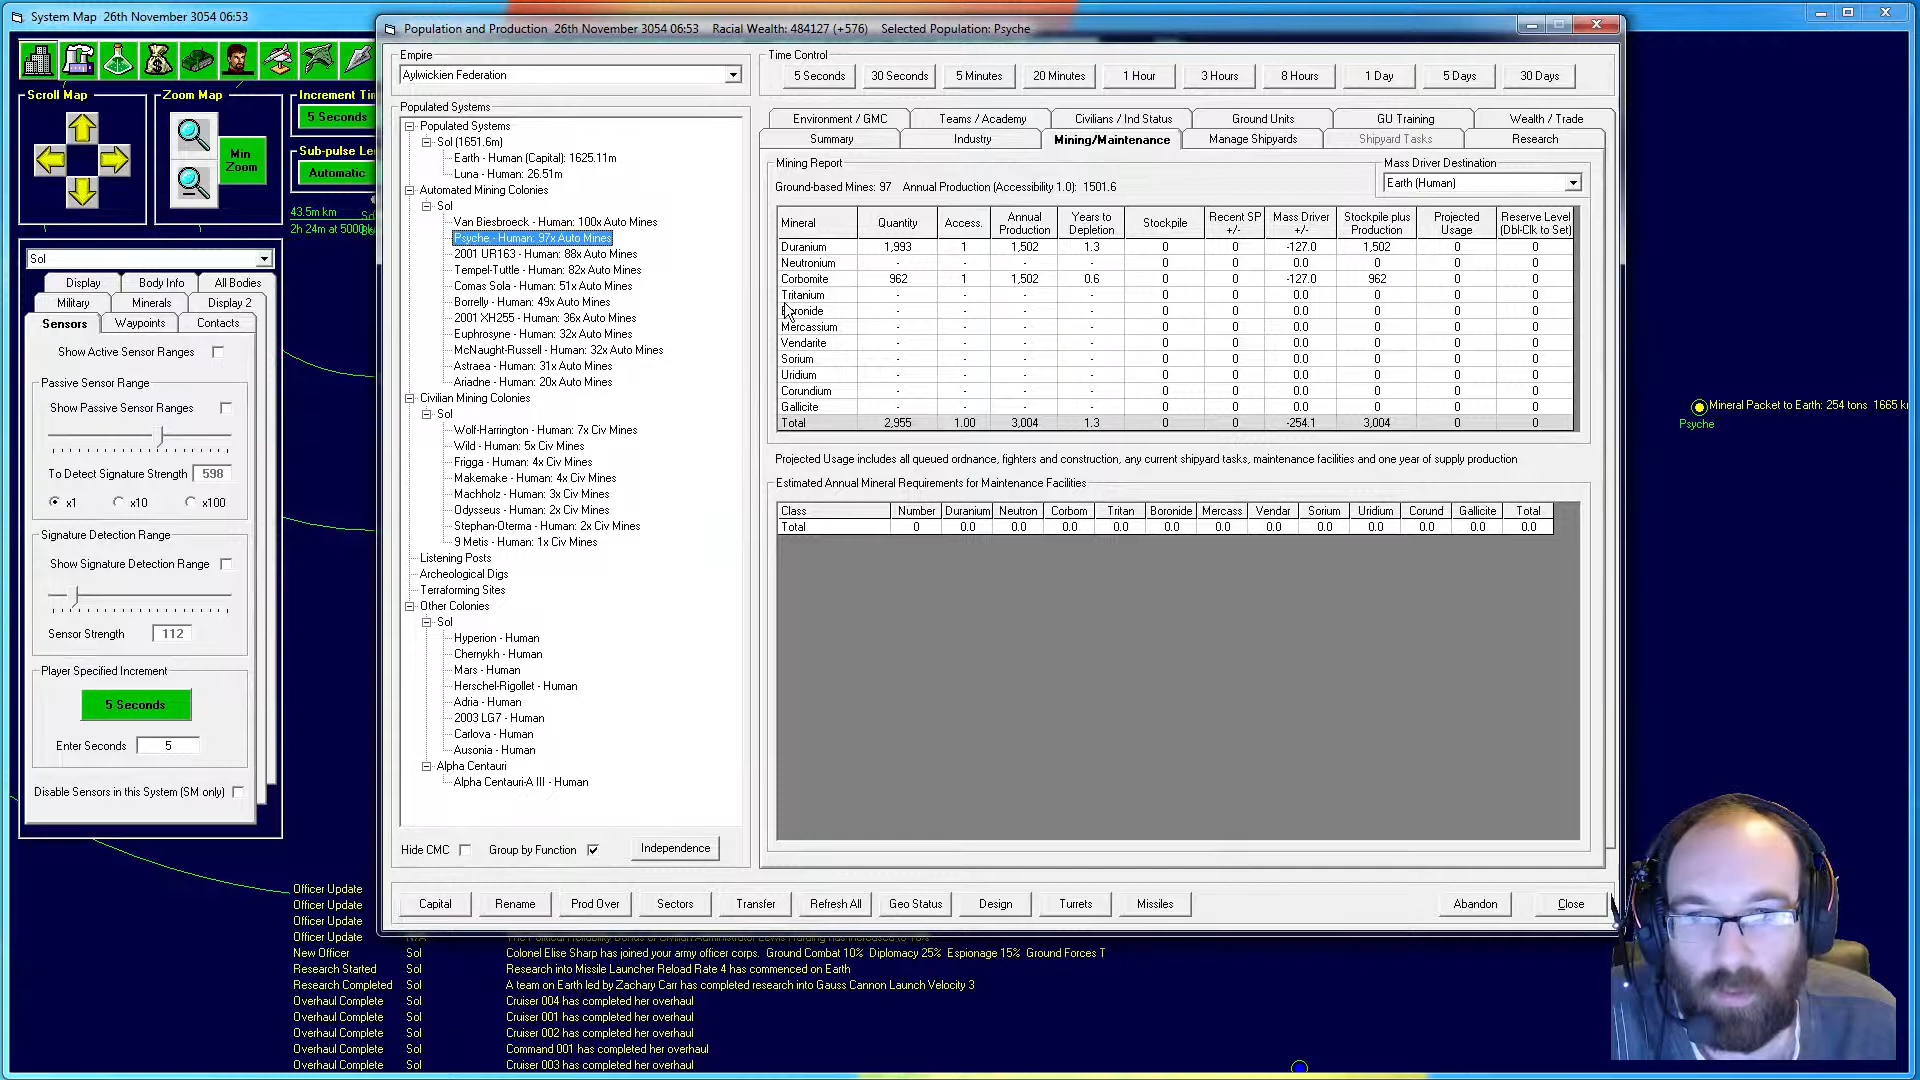 System Map  26th November 3054 06:53
Population and Production  26th November 3054 06:53  Racial Wealth: 484127 (+576)  Selected Population: Psyche
Scroll Map
Zoom Map
Min Zoom
5 Seconds
Automatic
43.5m km
Sol
Display
Body Info
All Bodies
Military
Minerals
Display 2
Sensors
Waypoints
Contacts
Show Active Sensor Ranges
Passive Sensor Range
Show Passive Sensor Ranges
To Detect Signature Strength 598
x1 x10 x100
Signature Detection Range
Show Signature Detection Range
Sensor Strength 112
Player Specified Increment
5 Seconds
Enter Seconds 5
Disable Sensors in this System (SM only)
Empire
Aylwickien Federation
Populated Systems
Populated Systems
Sol (1651.6m)
Earth - Human (Capital): 1625.11m
Luna - Human: 26.51m
Automated Mining Colonies
Sol
Van Biesbroeck - Human: 100x Auto Mines
Psyche - Human: 97x Auto Mines
2001 UR163 - Human: 88x Auto Mines
Tempel-Tuttle - Human: 82x Auto Mines
Comas Sola - Human: 51x Auto Mines
Borrelly - Human: 49x Auto Mines
2001 XH255 - Human: 36x Auto Mines
Euphrosyne - Human: 32x Auto Mines
McNaught-Russell - Human: 32x Auto Mines
Astraea - Human: 31x Auto Mines
Ariadne - Human: 20x Auto Mines
Civilian Mining Colonies
Sol
Wolf-Harrington - Human: 7x Civ Mines
Wild - Human: 5x Civ Mines
Frigga - Human: 4x Civ Mines
Makemake - Human: 4x Civ Mines
Machholz - Human: 3x Civ Mines
Odysseus - Human: 2x Civ Mines
Stephan-Oterma - Human: 2x Civ Mines
9 Metis - Human: 1x Civ Mines
Listening Posts
Archeological Digs
Terraforming Sites
Other Colonies
Sol
Hyperion - Human
Chernykh - Human
Mars - Human
Herschel-Rigollet - Human
Adria - Human
2003 LG7 - Human
Carlova - Human
Ausonia - Human
Alpha Centauri
Alpha Centauri-A III - Human
Hide CMC
Group by Function
Independence
Time Control
5 Seconds 30 Seconds 5 Minutes 20 Minutes 1 Hour 3 Hours 8 Hours 1 Day 5 Days 30 Days
Environment / GMC Teams / Academy Civilians / Ind Status Ground Units GU Training Wealth / Trade
Summary Industry Mining/Maintenance Manage Shipyards Shipyard Tasks Research
Mining Report
Ground-based Mines: 97  Annual Production (Accessibility 1.0): 1501.6
Mass Driver Destination
Earth (Human)
Mineral Quantity Access. Annual Production Years to Depletion Stockpile Recent SP +/- Mass Driver +/- Stockpile plus Production Projected Usage Reserve Level (Dbl-Clk to Set)
Duranium 1,993 1 1,502 1.3 0 0 -127.0 1,502 0 0
Neutronium - - - - 0 0 0.0 0 0 0
Corbomite 962 1 1,502 0.6 0 0 -127.0 962 0 0
Tritanium - - - - 0 0 0.0 0 0 0
- - - - 0 0 0.0 0 0 0
Mercassium - - - - 0 0 0.0 0 0 0
Vendarite - - - - 0 0 0.0 0 0 0
Sorium - - - - 0 0 0.0 0 0 0
Uridium - - - - 0 0 0.0 0 0 0
Corundium - - - - 0 0 0.0 0 0 0
Gallicite - - - - 0 0 0.0 0 0 0
Total 2,955 1.00 3,004 1.3 0 0 -254.1 3,004 0 0
Projected Usage includes all queued ordnance, fighters and construction, any current shipyard tasks, maintenance facilities and one year of supply production
Estimated Annual Mineral Requirements for Maintenance Facilities
Class Number Duranium Neutron Corbom Tritan Boronide Mercass Vendar Sorium Uridium Corund Gallicite Total
Total 0 0.0 0.0 0.0 0.0 0.0 0.0 0.0 0.0 0.0 0.0 0.0 0.0
Capital Rename Prod Over Sectors Transfer Refresh All Geo Status Design Turrets Missiles Abandon Close
Mineral Packet to Earth: 254 tons 1665
Psyche
Officer Update
Officer Update
Officer Update
Officer Update
New Officer Sol Colonel Elise Sharp has joined your army officer corps.  Ground Combat 10%  Diplomacy 25%  Espionage 15%  Ground Forces T
Research Started Sol Research into Missile Launcher Reload Rate 4 has commenced on Earth
Research Completed Sol A team on Earth led by Zachary Carr has completed research into Gauss Cannon Launch Velocity 3
Overhaul Complete Sol Cruiser 004 has completed her overhaul
Overhaul Complete Sol Cruiser 001 has completed her overhaul
Overhaul Complete Sol Cruiser 002 has completed her overhaul
Overhaul Complete Sol Command 001 has completed her overhaul
Overhaul Complete Sol Cruiser 003 has completed her overhaul